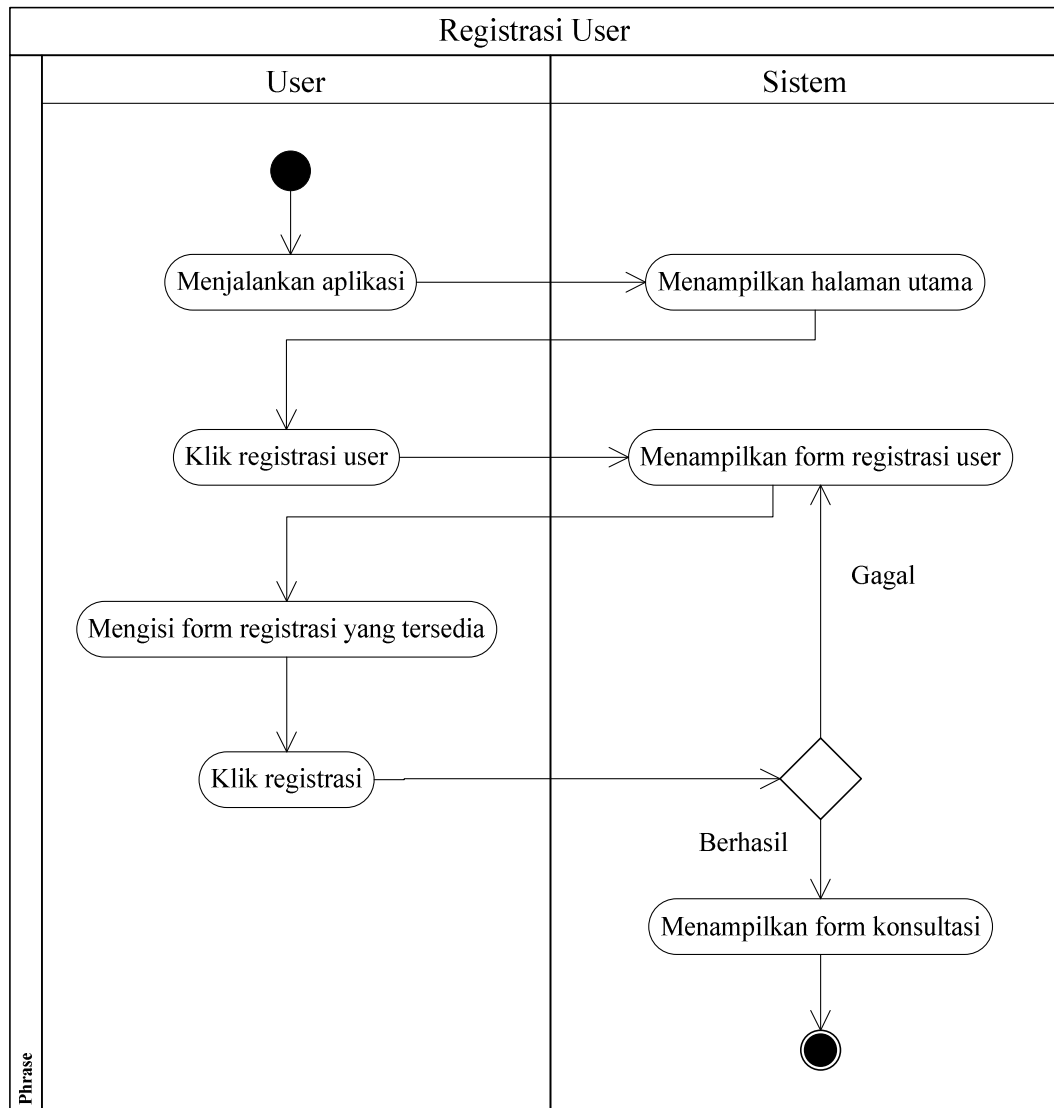 Registrasi User
User
Sistem
Menjalankan aplikasi
Menampilkan halaman utama
Klik registrasi user
Menampilkan form registrasi user
Gagal
Mengisi form registrasi yang tersedia
Klik registrasi
Berhasil
Menampilkan form konsultasi
Phrase